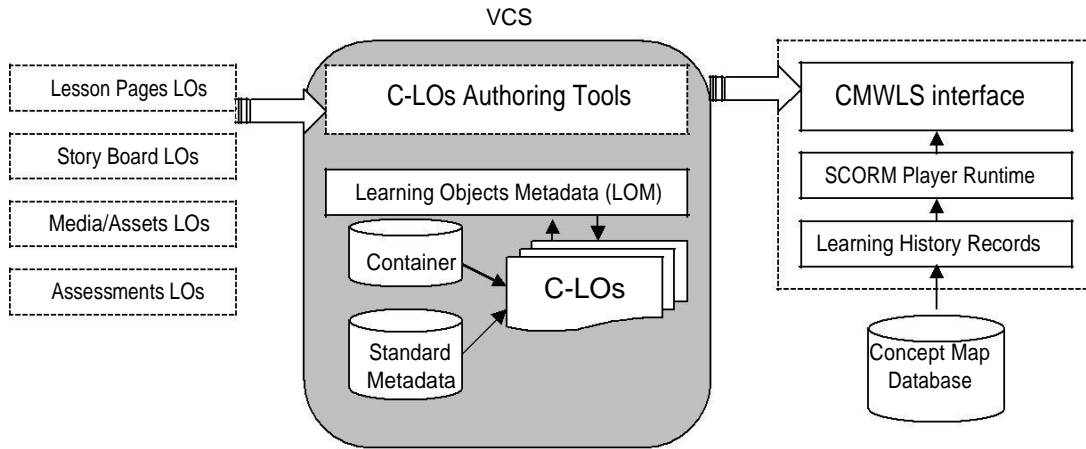 VCS
Lesson Pages LOs
Story Board LOs
Media/Assets LOs
Assessments LOs
C-LOs Authoring Tools
Learning Objects Metadata (LOM)
Container
C-LOs
Standard
Metadata
CMWLS interface
SCORM Player Runtime
Learning History Records
Concept Map
Database